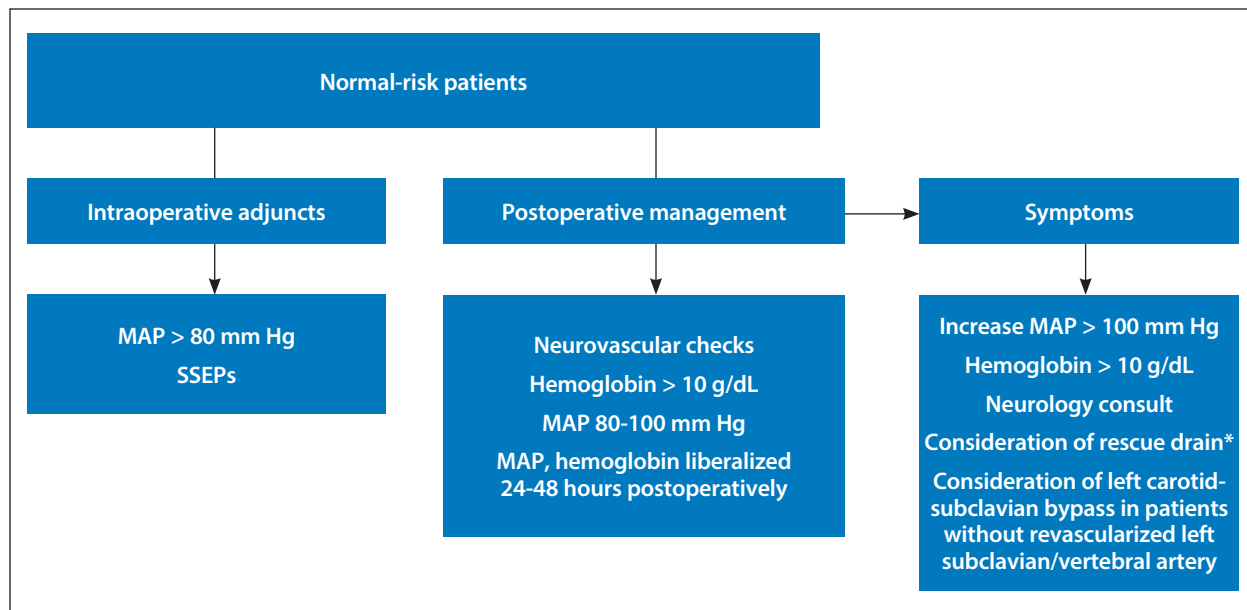 Normal-risk patients
Intraoperative adjuncts
Postoperative management
Symptoms
MAP > 80 mm Hg
SSEPs
Neurovascular checks
Hemoglobin > 10 g/dL
MAP 80-100 mm Hg
MAP, hemoglobin liberalized
24-48 hours postoperatively
Increase MAP > 100 mm Hg
Hemoglobin > 10 g/dL
Neurology consult
Consideration of rescue drain*
Consideration of left carotid-
subclavian bypass in patients
without revascularized left
subclavian/vertebral artery